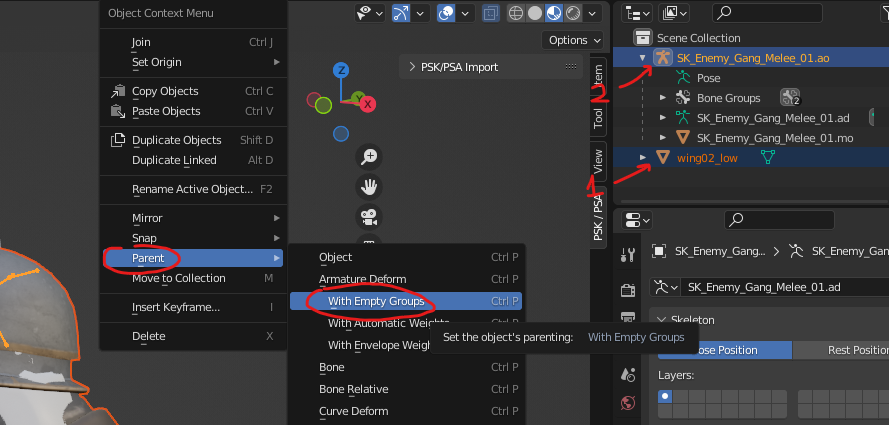 Object Context Menu
Join Ctrl J
Set Origin
Copy Objects Ctrl C
Paste Objects Ctrl V
Duplicate Objects Shift D
Duplicate Linked Alt D
Rename Active Object... F2
Mirror
Snap
Parent
Move to Collection M
Insert Keyframe... I
Delete X
Object Ctrl P
Armature Deform Ctrl P
With Empty Groups Ctrl P
With Automatic Weights Ctrl P
With Envelope Weigh
Bone Ctrl P
Bone Relative Ctrl P
Curve Deform Ctrl P
Set the object's parenting: With Empty Groups
Options
PSK/PSA Import
Z
Y
X
Item
Tool
View
PSK / PSA
2
1
Scene Collection
SK_Enemy_Gang_Melee_01.ao
Pose
Bone Groups 2
SK_Enemy_Gang_Melee_01.ad
SK_Enemy_Gang_Melee_01.mo
wing02_low
SK_Enemy_Gang... SK_Enemy_Gang_...
SK_Enemy_Gang_Melee_01.ad
Skeleton
Pose Position Rest Position
Layers: